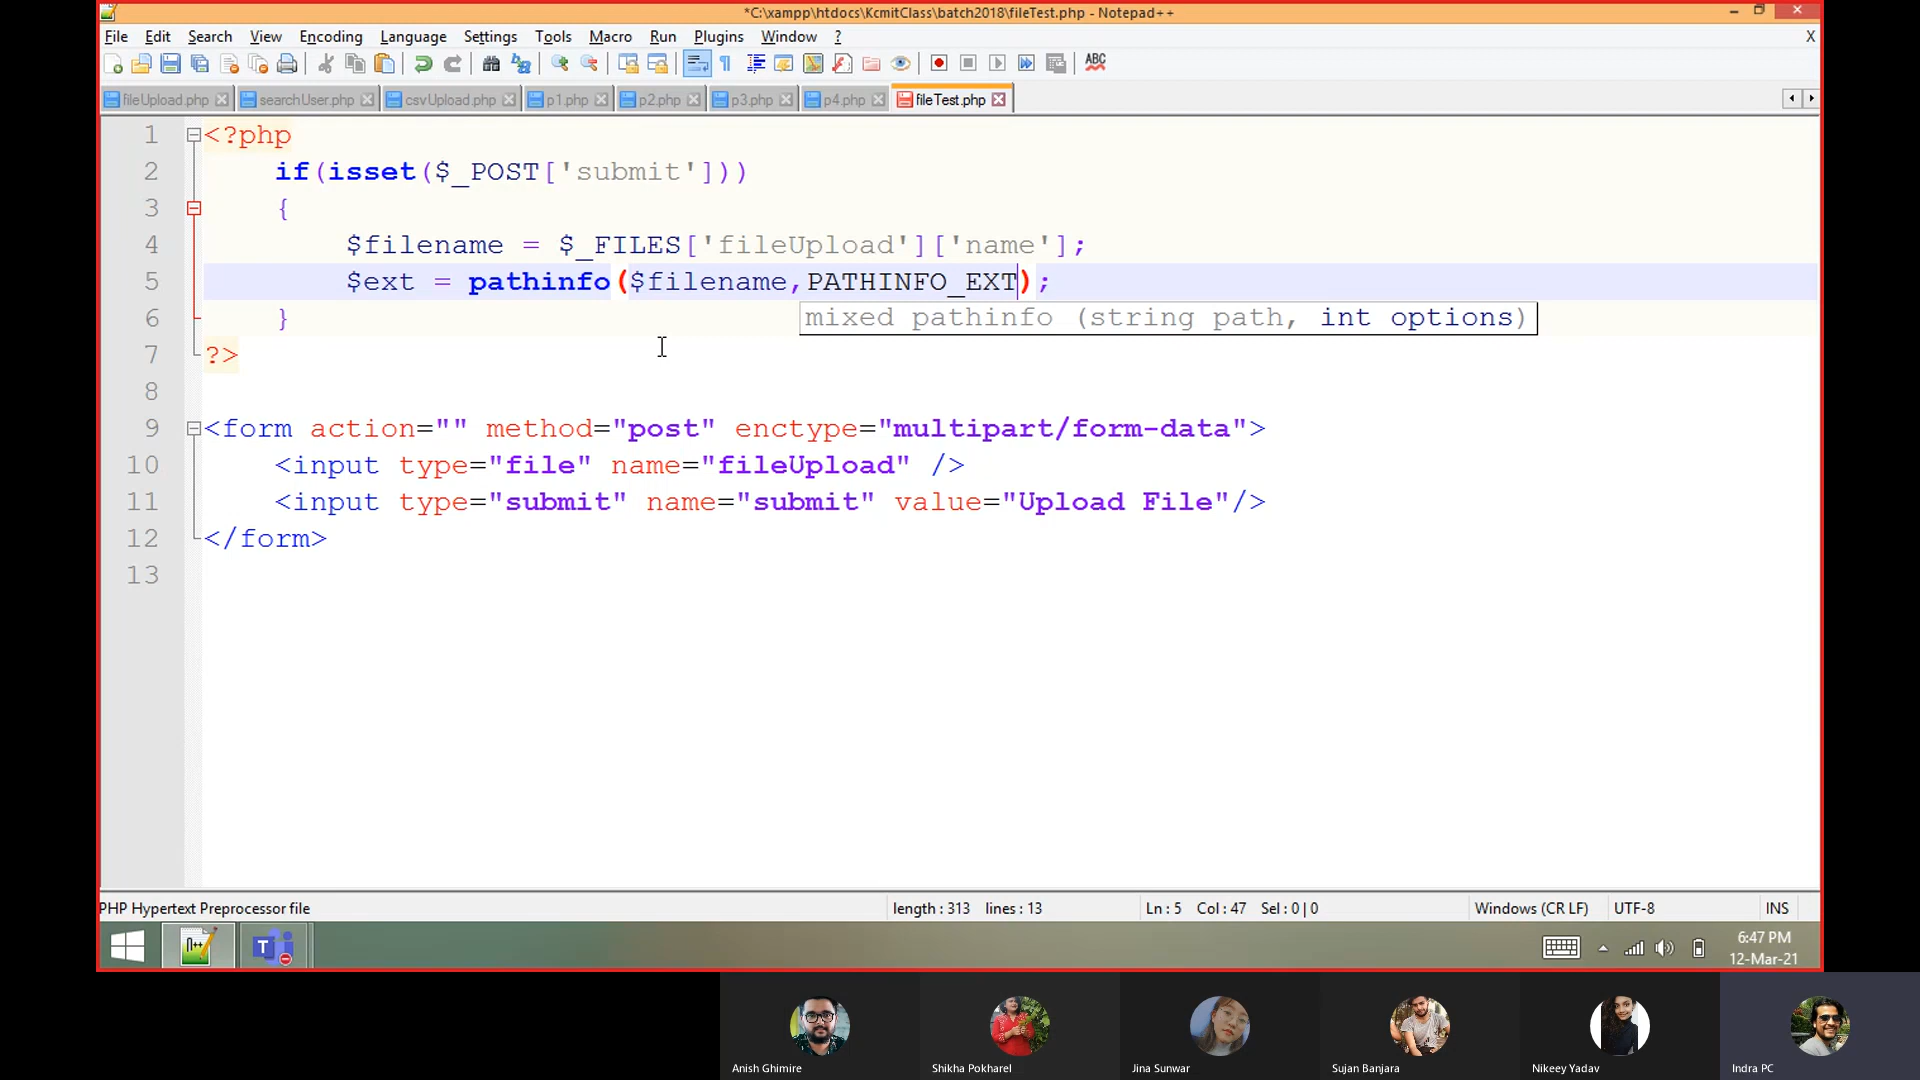 *C:\xampp\htdocs\KcmitClass\batch2018\fileTest.php - Notepad++
File Edit Search View Encoding Language Settings Tools Macro Run Plugins Window ? X
ABC
fileUpload.php searchUser.php csvUpload.php p1.php p2.php p3.php p4.php fileTest.php
1 <?php
2 if(isset($_POST['submit']))
3 {
4 $filename = $_FILES['fileUpload']['name'];
5 $ext = pathinfo($filename,PATHINFO_EXT);
6 }
mixed pathinfo (string path, int options)
7 ?>
8
9 <form action="" method="post" enctype="multipart/form-data">
10 <input type="file" name="fileUpload" />
11 <input type="submit" name="submit" value="Upload File"/>
12 </form>
13
PHP Hypertext Preprocessor file length : 313 lines : 13 Ln : 5 Col : 47 Sel : 0 | 0 Windows (CR LF) UTF-8 INS
6:47 PM
12-Mar-21
Anish Ghimire Shikha Pokharel Jina Sunwar Sujan Banjara Nikeey Yadav Indra PC